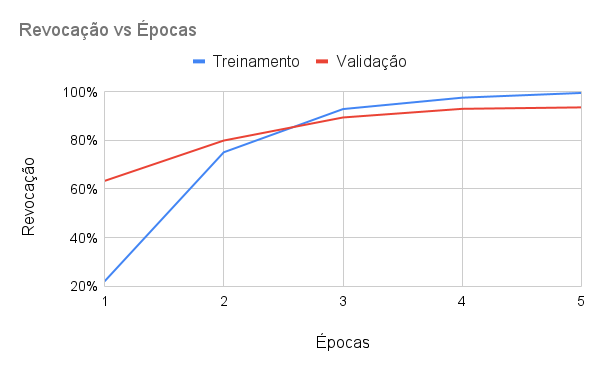 Revocação vs Épocas
Treinamento Validação
100%
80%
60%
40%
20%
Revocação
1 2 3 4 5
Épocas